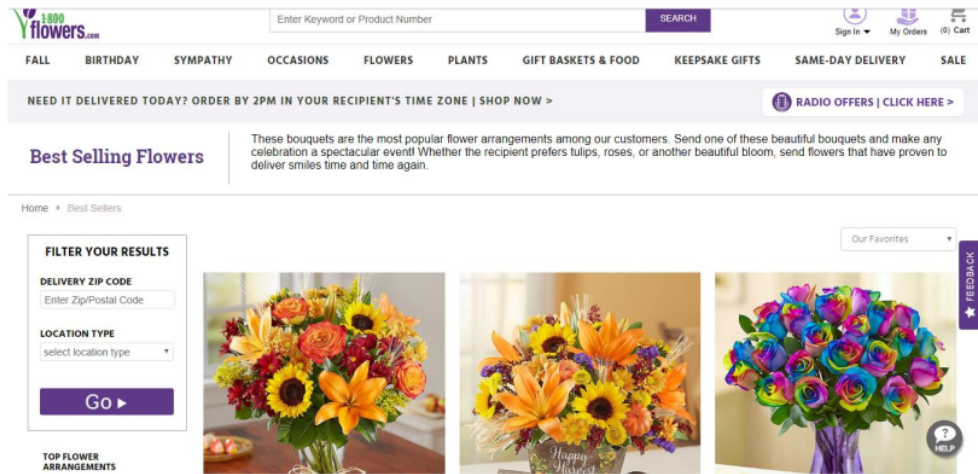 1-800
flowers.com
Enter Keyword or Product Number
SEARCH
Sign In
My Orders
(0) Cart
FALL BIRTHDAY SYMPATHY OCCASIONS FLOWERS PLANTS GIFT BASKETS & FOOD KEEPSAKE GIFTS SAME-DAY DELIVERY SALE
NEED IT DELIVERED TODAY? ORDER BY 2PM IN YOUR RECIPIENT'S TIME ZONE | SHOP NOW >
RADIO OFFERS | CLICK HERE >
Best Selling Flowers
These bouquets are the most popular flower arrangements among our customers. Send one of these beautiful bouquets and make any
celebration a spectacular event! Whether the recipient prefers tulips, roses, or another beautiful bloom, send flowers that have proven to
deliver smiles time and time again.
Home » Best Sellers
Our Favorites
FILTER YOUR RESULTS
DELIVERY ZIP CODE
Enter Zip/Postal Code
LOCATION TYPE
select location type
Go
TOP FLOWER
ARRANGEMENTS
Happy
Harvest
FEEDBACK
?
HELP